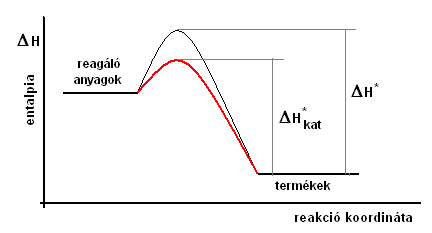 ΔH
reagáló
anyagok
entalpia
ΔH*
ΔH*kat
termékek
reakció koordináta